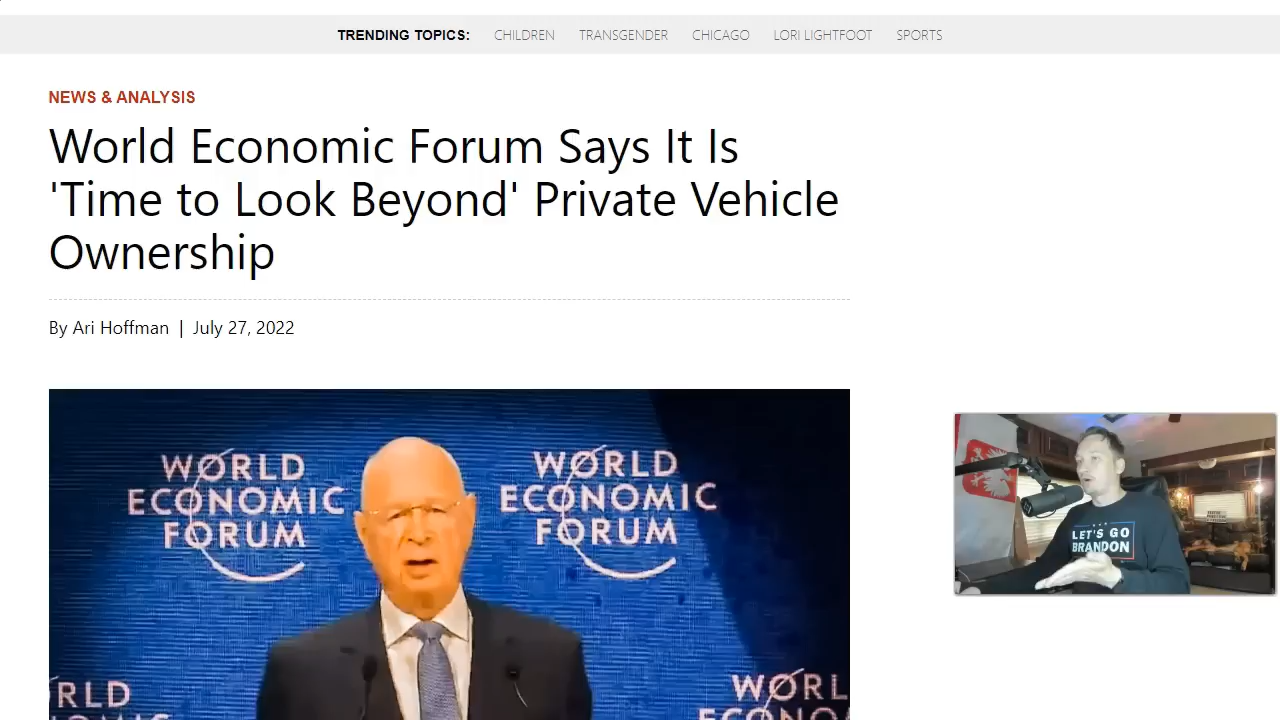 TRENDING TOPICS: CHILDREN TRANSGENDER CHICAGO LORI LIGHTFOOT SPORTS
NEWS & ANALYSIS
World Economic Forum Says It Is
'Time to Look Beyond' Private Vehicle
Ownership
By Ari Hoffman | July 27, 2022
WORLD
ECONOMIC
FORUM
WORLD
ECONOMIC
FORUM
LET'S GO
BRANDON
RLD
WORL